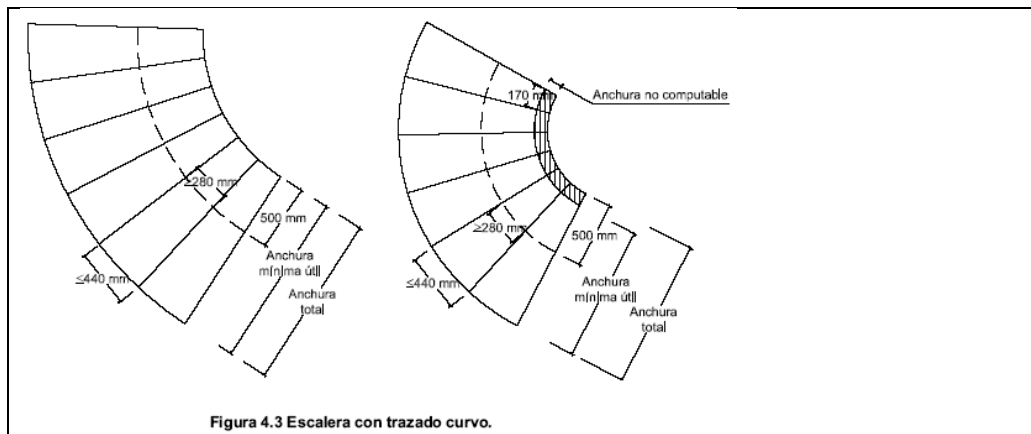 ≥280 mm
500 mm
Anchura
mínima útil
Anchura
total
≤440 mm
170 mm
Anchura no computable
≥280 mm
500 mm
Anchura
mínima útil
Anchura
total
≤440 mm
Figura 4.3 Escalera con trazado curvo.